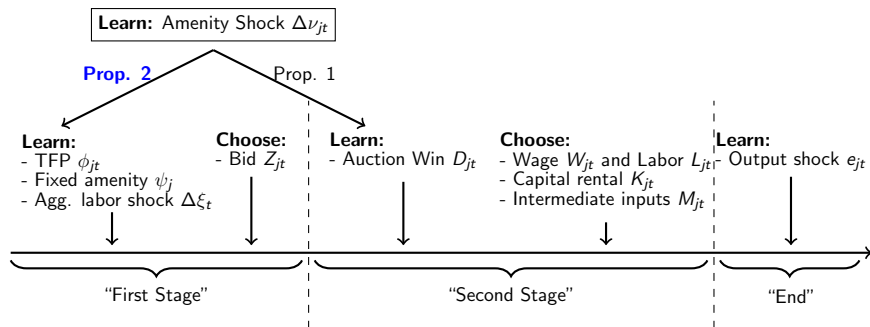 Learn: Amenity Shock Δν_jt
Prop. 2
Prop. 1
Learn:
- TFP ϕ_jt
- Fixed amenity ψ_j
- Agg. labor shock Δξ_t
Choose:
- Bid Z_jt
Learn:
- Auction Win D_jt
Choose:
- Wage W_jt and Labor L_jt
- Capital rental K_jt
- Intermediate inputs M_jt
Learn:
- Output shock e_jt
“First Stage”
“Second Stage”
“End”